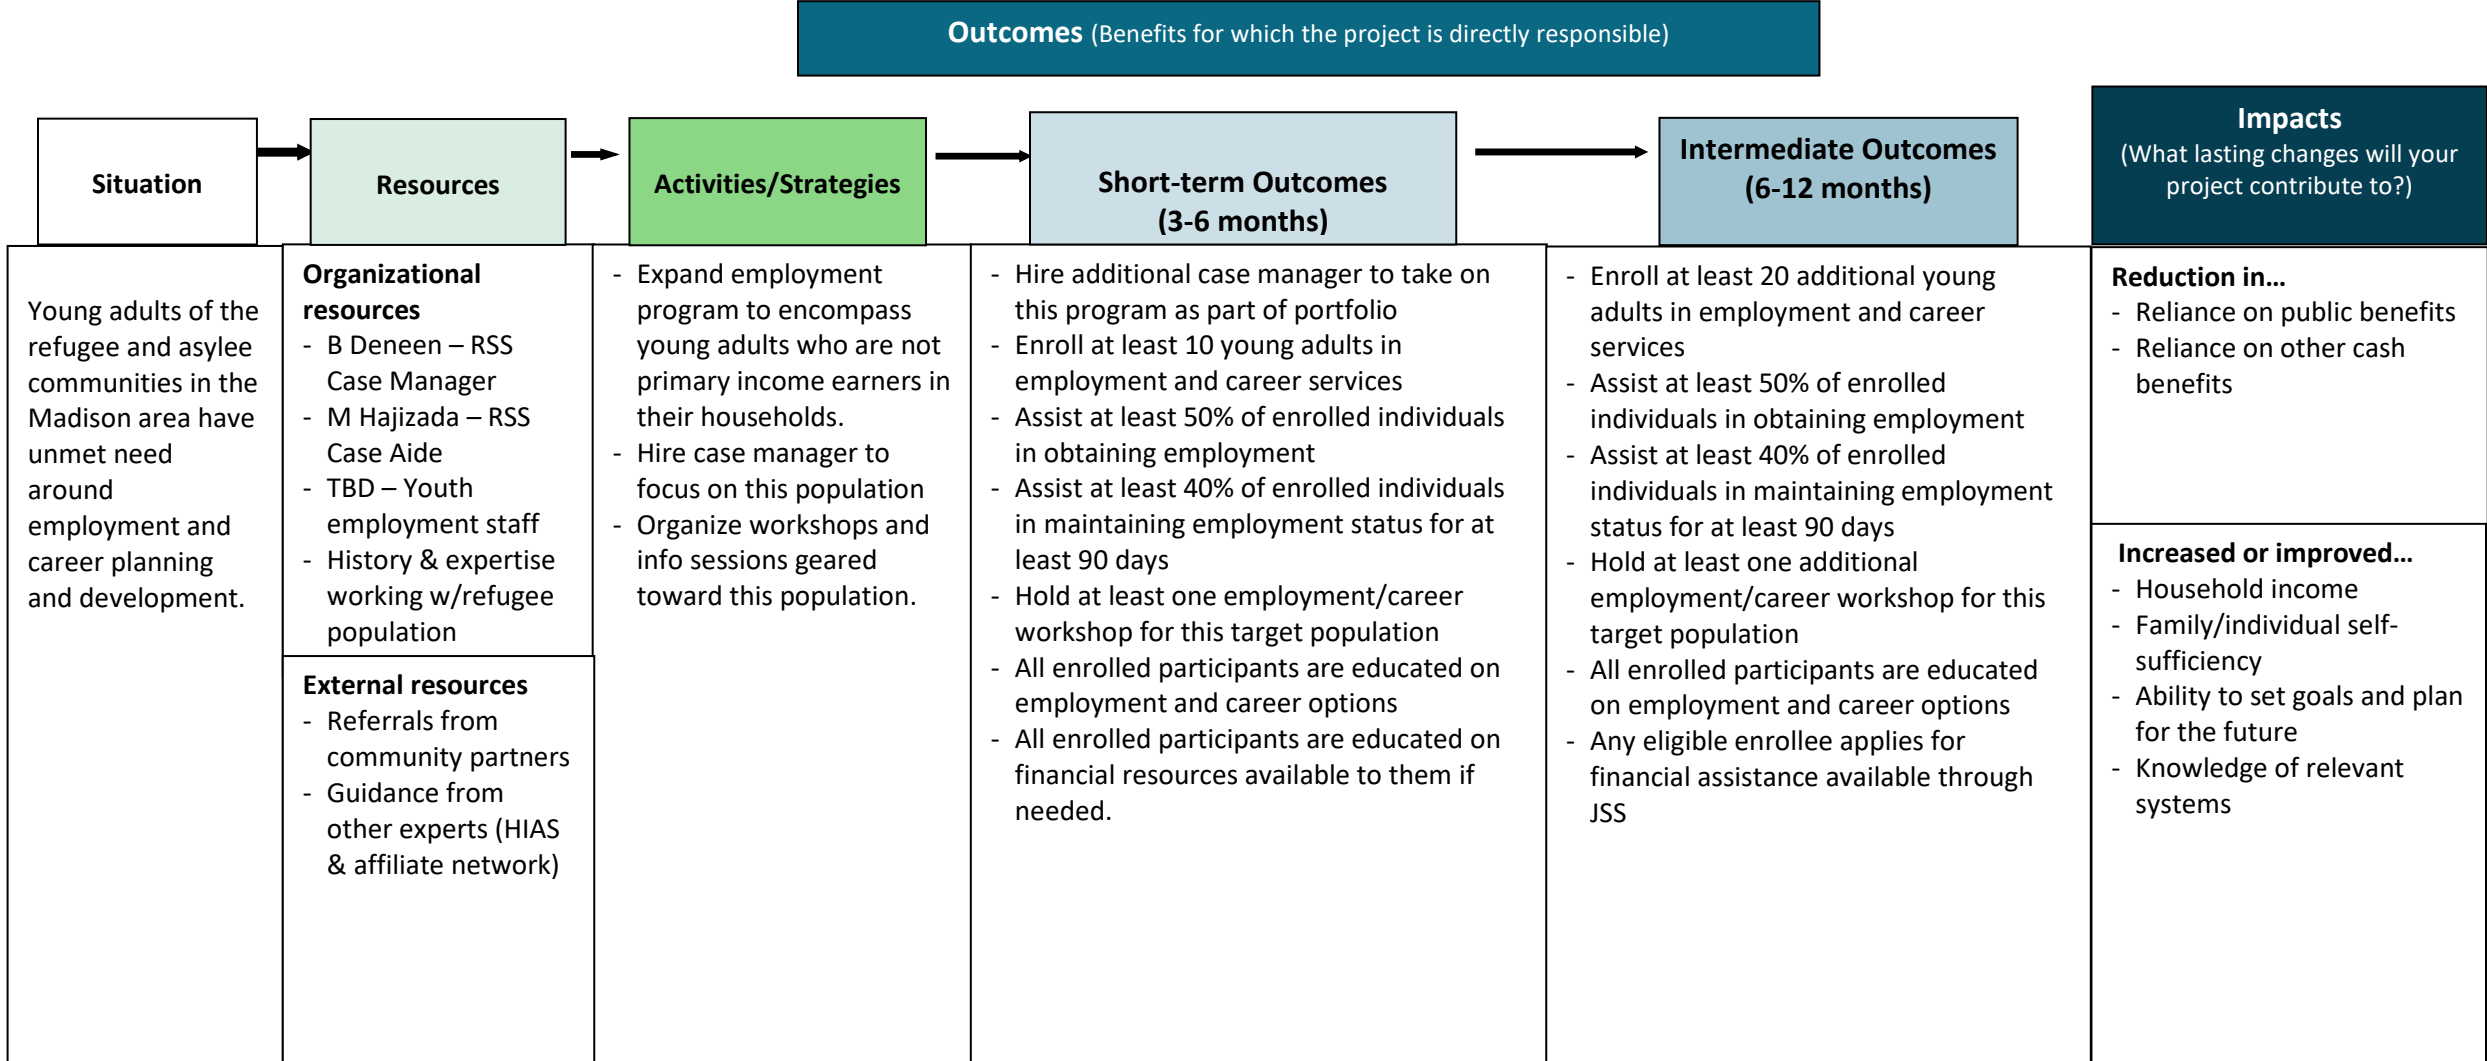 Outcomes (Benefits for which the project is directly responsible)
Situation
Resources
Activities/Strategies
Short-term Outcomes
(3-6 months)
Intermediate Outcomes
(6-12 months)
Impacts
(What lasting changes will your
project contribute to?)
Young adults of the
refugee and asylee
communities in the
Madison area have
unmet need
around
employment and
career planning
and development.
Organizational
resources
- B Deneen – RSS
Case Manager
- M Hajizada – RSS
Case Aide
- TBD – Youth
employment staff
- History & expertise
working w/refugee
population
External resources
- Referrals from
community partners
- Guidance from
other experts (HIAS
& affiliate network)
- Expand employment
program to encompass
young adults who are not
primary income earners in
their households.
- Hire case manager to
focus on this population
- Organize workshops and
info sessions geared
toward this population.
- Hire additional case manager to take on
this program as part of portfolio
- Enroll at least 10 young adults in
employment and career services
- Assist at least 50% of enrolled individuals
in obtaining employment
- Assist at least 40% of enrolled individuals
in maintaining employment status for at
least 90 days
- Hold at least one employment/career
workshop for this target population
- All enrolled participants are educated on
employment and career options
- All enrolled participants are educated on
financial resources available to them if
needed.
- Enroll at least 20 additional young
adults in employment and career
services
- Assist at least 50% of enrolled
individuals in obtaining employment
- Assist at least 40% of enrolled
individuals in maintaining employment
status for at least 90 days
- Hold at least one additional
employment/career workshop for this
target population
- All enrolled participants are educated
on employment and career options
- Any eligible enrollee applies for
financial assistance available through
JSS
Reduction in...
- Reliance on public benefits
- Reliance on other cash
benefits
Increased or improved...
- Household income
- Family/individual self-
sufficiency
- Ability to set goals and plan
for the future
- Knowledge of relevant
systems